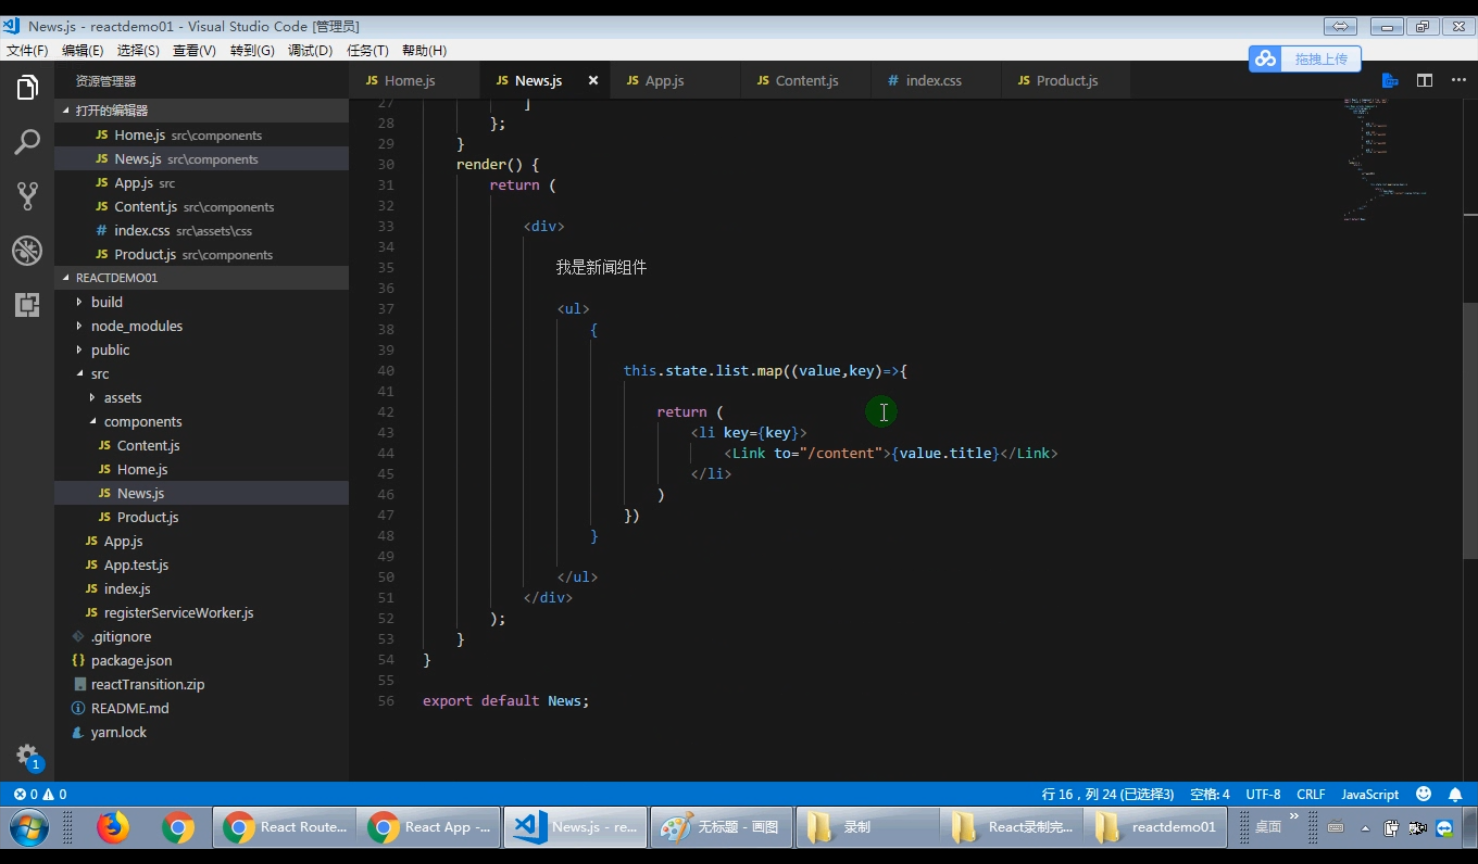 News.js - reactdemo01 - Visual Studio Code [管理员]
文件(F) 编辑(E) 选择(S) 查看(V) 转到(G) 调试(D) 任务(T) 帮助(H)
拖拽上传
资源管理器
JS Home.js JS News.js × JS App.js JS Content.js # index.css JS Product.js
打开的编辑器
JS Home.js src\components
JS News.js src\components
JS App.js src
JS Content.js src\components
# index.css src\assets\css
JS Product.js src\components
REACTDEMO01
build
node_modules
public
src
assets
components
JS Content.js
JS Home.js
JS News.js
JS Product.js
JS App.js
JS App.test.js
JS index.js
JS registerServiceWorker.js
.gitignore
{} package.json
reactTransition.zip
README.md
yarn.lock
1
27 ]
28 };
29 }
30 render() {
31 return (
32
33 <div>
34
35 我是新闻组件
36
37 <ul>
38 {
39
40 this.state.list.map((value,key)=>{
41
42 return (
43 <li key={key}>
44 <Link to="/content">{value.title}</Link>
45 </li>
46 )
47 })
48 }
49
50 </ul>
51 </div>
52 );
53 }
54 }
55
56 export default News;
0 0 行 16，列 24 (已选择3) 空格: 4 UTF-8 CRLF JavaScript
React Route... React App -... News.js - re... 无标题 - 画图 录制 React录制完... reactdemo01 桌面 »